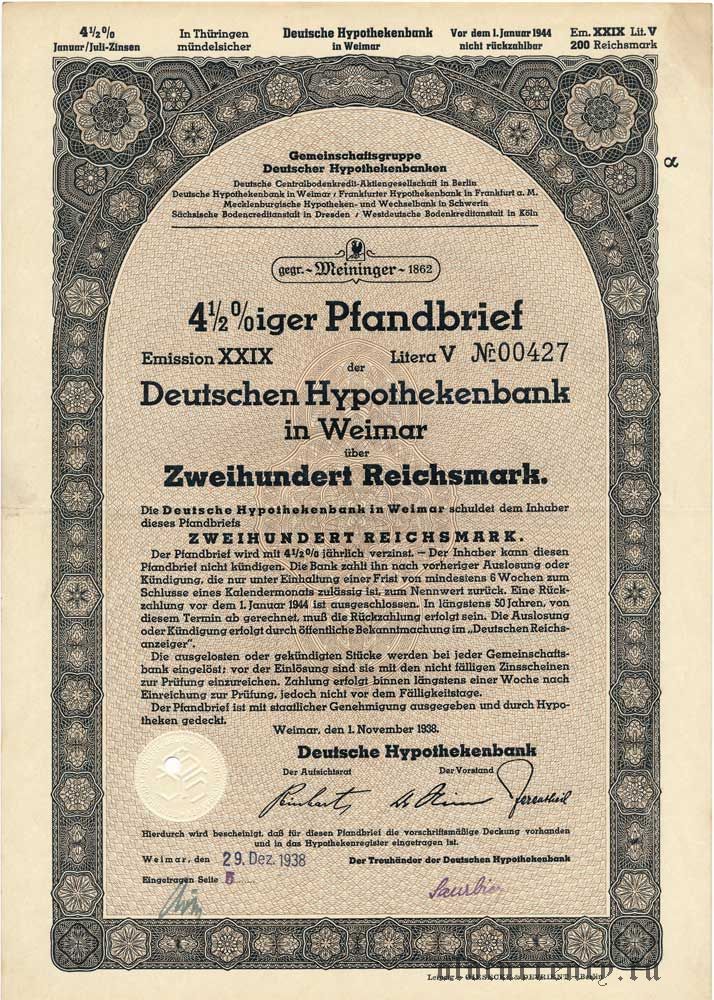 4½% In Thüringen Deutsche Hypothekenbank Vor dem 1. Januar 1944 Em. XXIX Lit. V
Januar/Juli-Zinsen mündelsicher in Weimar nicht rückzahlbar 200 Reichsmark
α
Gemeinschaftsgruppe
Deutscher Hypothekenbanken
Deutsche Centralbodenkredit-Aktiengesellschaft in Berlin
Deutsche Hypothekenbank in Weimar / Frankfurter Hypothekenbank in Frankfurt a. M.
Mecklenburgische Hypotheken- und Wechselbank in Schwerin
Sächsische Bodencreditanstalt in Dresden / Westdeutsche Bodenkreditanstalt in Köln
gegr. ~ Meininger ~ 1862
4½%iger Pfandbrief
Emission XXIX Litera V № 00427
der
Deutschen Hypothekenbank
in Weimar
über
Zweihundert Reichsmark.
Die Deutsche Hypothekenbank in Weimar schuldet dem Inhaber
dieses Pfandbriefs
ZWEIHUNDERT REICHSMARK.
Der Pfandbrief wird mit 4½% jährlich verzinst. – Der Inhaber kann diesen
Pfandbrief nicht kündigen. Die Bank zahlt ihn nach vorheriger Auslosung oder
Kündigung, die nur unter Einhaltung einer Frist von mindestens 6 Wochen zum
Schlusse eines Kalendermonats zulässig ist, zum Nennwert zurück. Eine Rück-
zahlung vor dem 1. Januar 1944 ist ausgeschlossen. In längstens 50 Jahren, von
diesem Termin ab gerechnet, muß die Rückzahlung erfolgt sein. Die Auslosung
oder Kündigung erfolgt durch öffentliche Bekanntmachung im „Deutschen Reichs-
anzeiger".
Die ausgelosten oder gekündigten Stücke werden bei jeder Gemeinschafts-
bank eingelöst; vor der Einlösung sind sie mit den nicht fälligen Zinsscheinen
zur Prüfung einzureichen. Zahlung erfolgt binnen längstens einer Woche nach
Einreichung zur Prüfung, jedoch nicht vor dem Fälligkeitstage.
Der Pfandbrief ist mit staatlicher Genehmigung ausgegeben und durch Hypo-
theken gedeckt.
Weimar, den 1. November 1938.
Deutsche Hypothekenbank
Der Aufsichtsrat Der Vorstand
Hierdurch wird bescheinigt, daß für diesen Pfandbrief die vorschriftsmäßige Deckung vorhanden
und in das Hypothekenregister eingetragen ist.
Weimar, den 29. Dez. 1938 Der Treuhänder der Deutschen Hypothekenbank
Eingetragen Seite
Leipzig Giesecke & Devrient Berlin
oldcurrency.ru